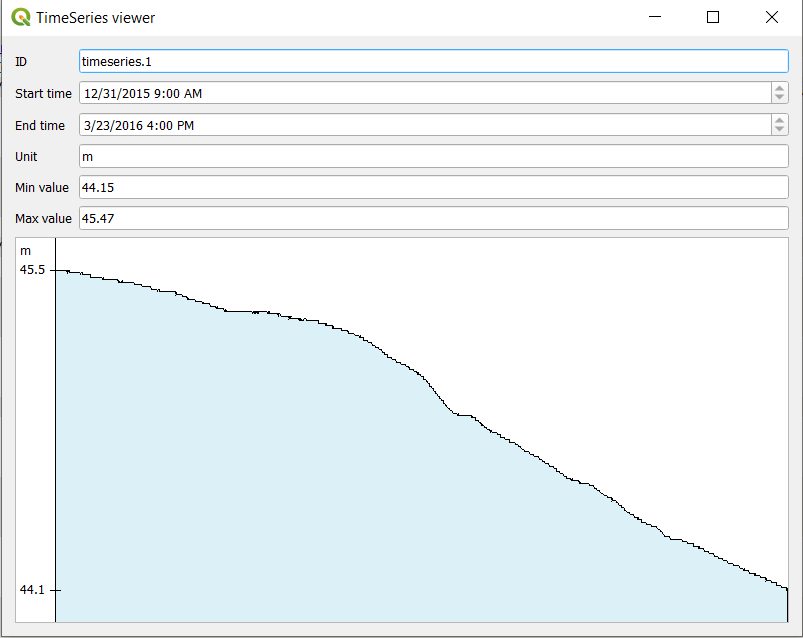 TimeSeries viewer
ID timeseries.1
Start time 12/31/2015 9:00 AM
End time 3/23/2016 4:00 PM
Unit m
Min value 44.15
Max value 45.47
m
45.5
44.1